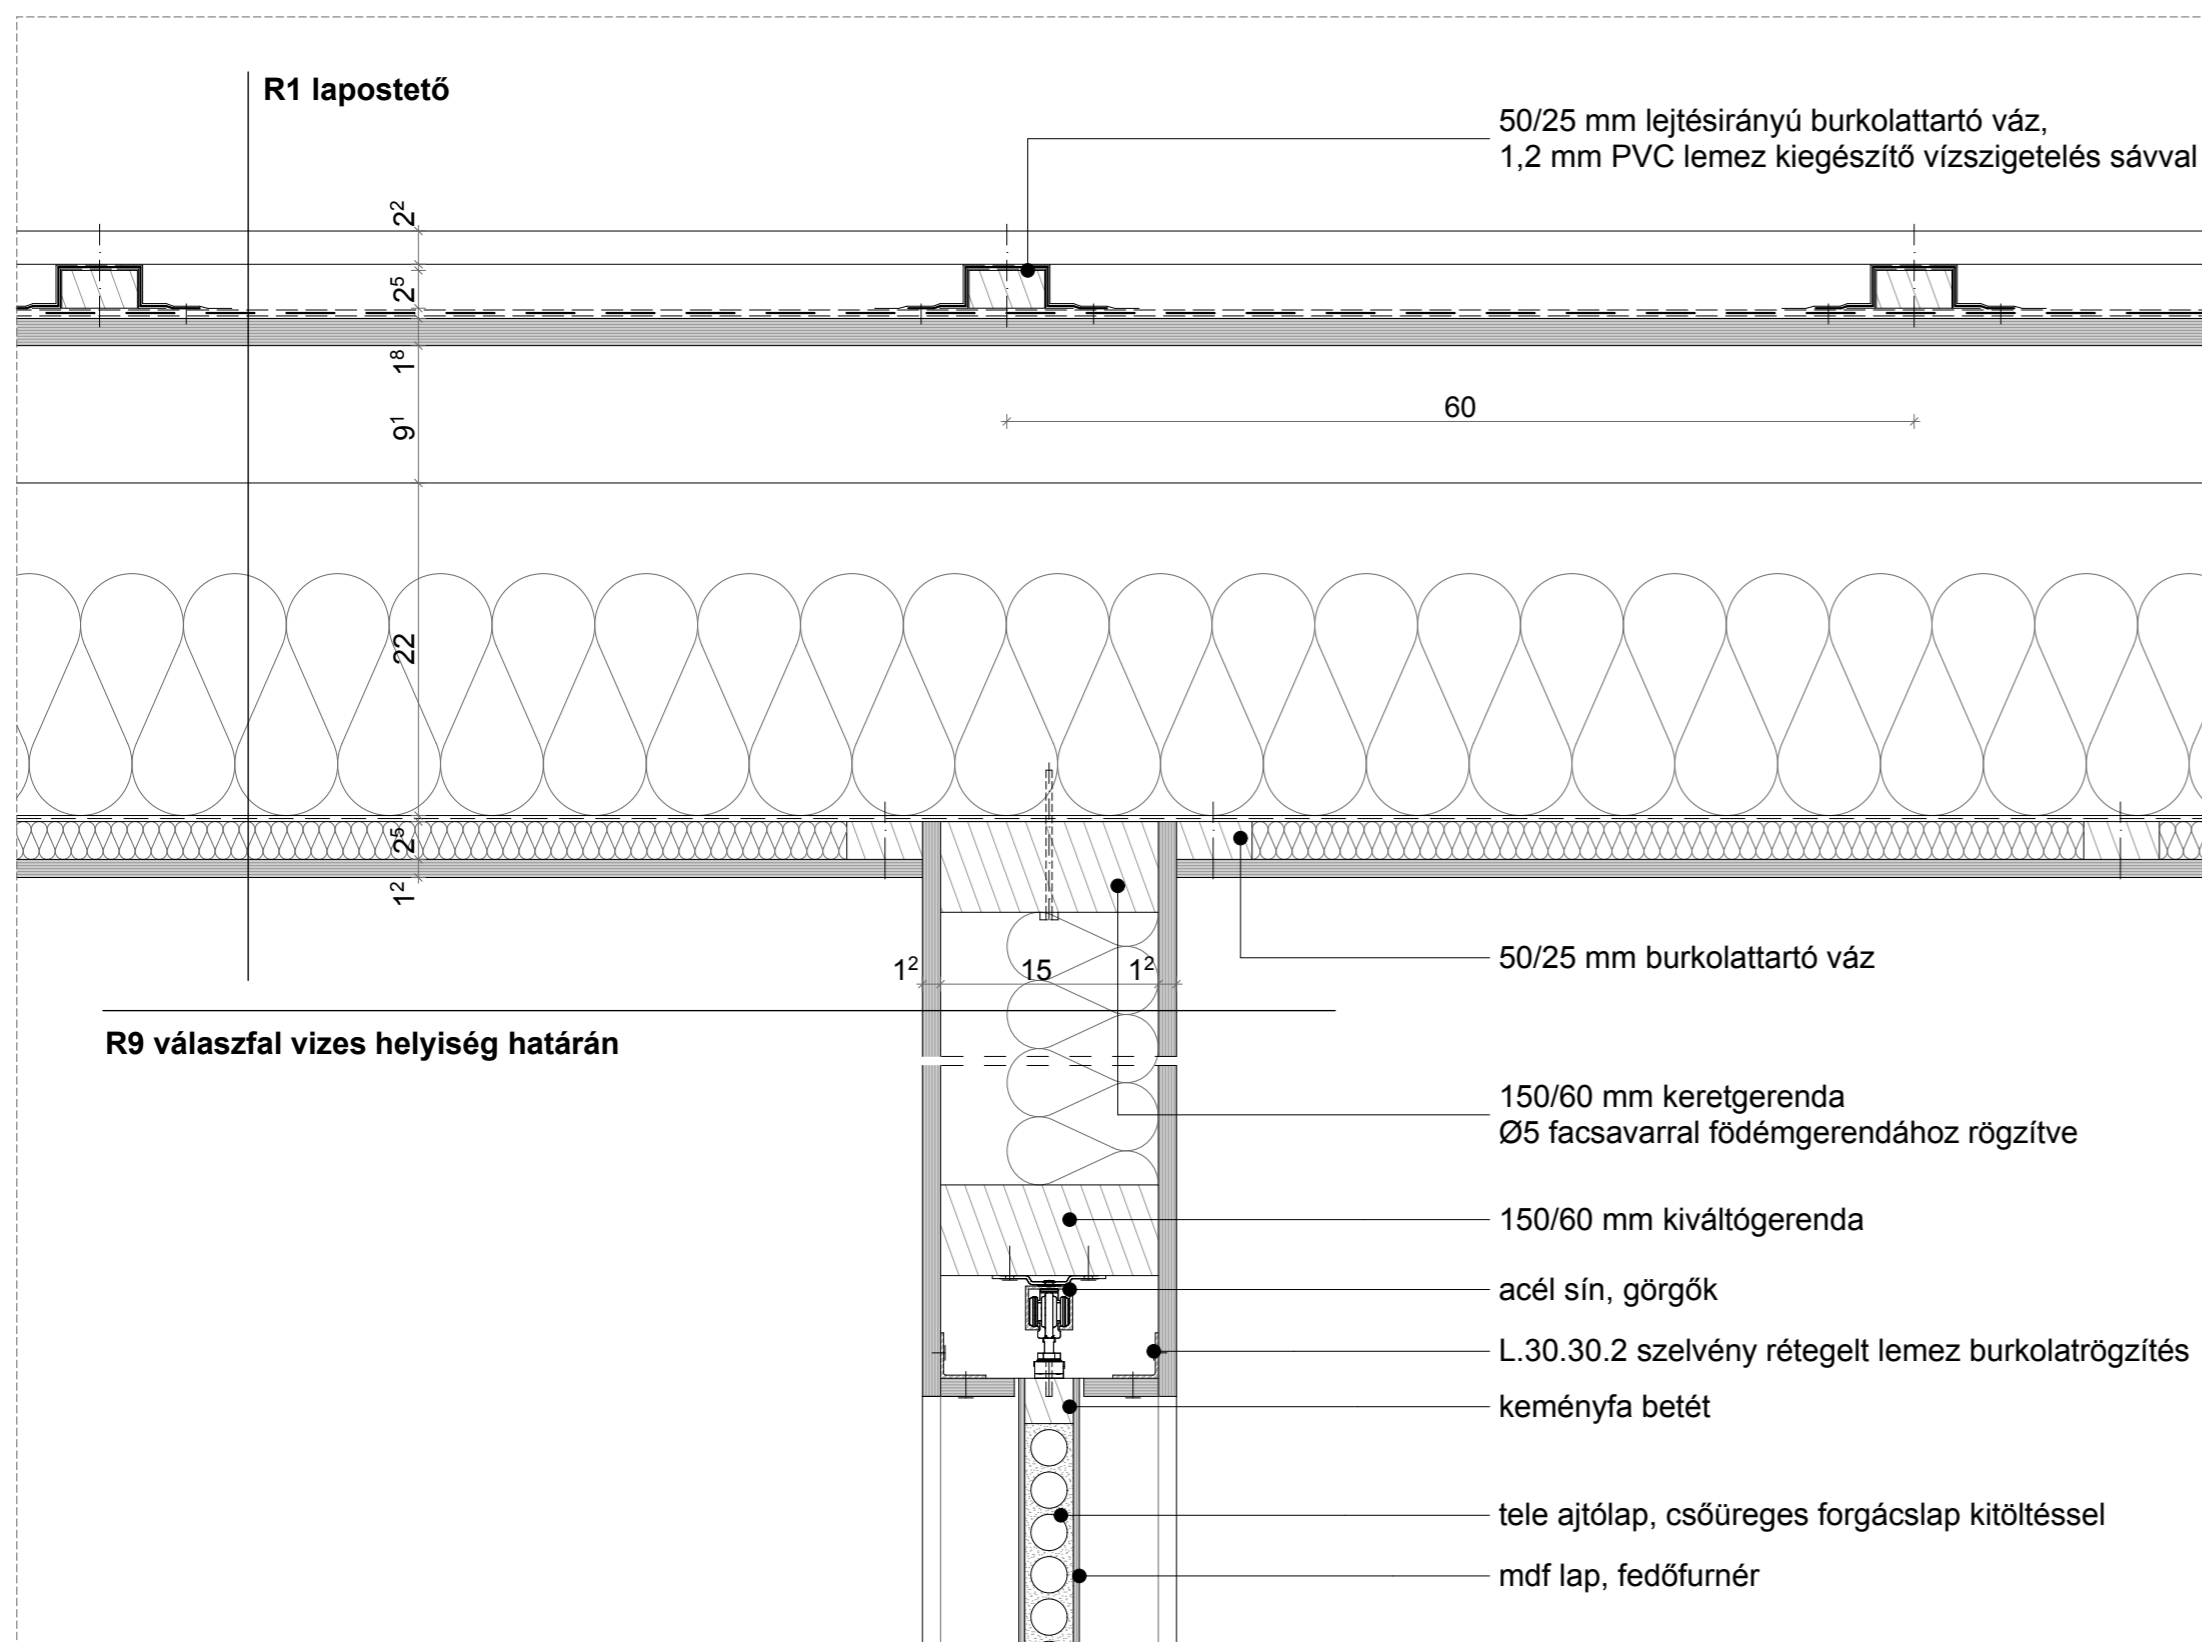 R1 lapostető
50/25 mm lejtésirányú burkolattartó váz,
1,2 mm PVC lemez kiegészítő vízszigetelés sávval
2²
2⁵
1⁸
9¹
60
22
2⁵
1²
1² 15 1²
50/25 mm burkolattartó váz
R9 válaszfal vizes helyiség határán
150/60 mm keretgerenda
Ø5 facsavarral födémgerendához rögzítve
150/60 mm kiváltógerenda
acél sín, görgők
L.30.30.2 szelvény rétegelt lemez burkolatrögzítés
keményfa betét
tele ajtólap, csőüreges forgácslap kitöltéssel
mdf lap, fedőfurnér